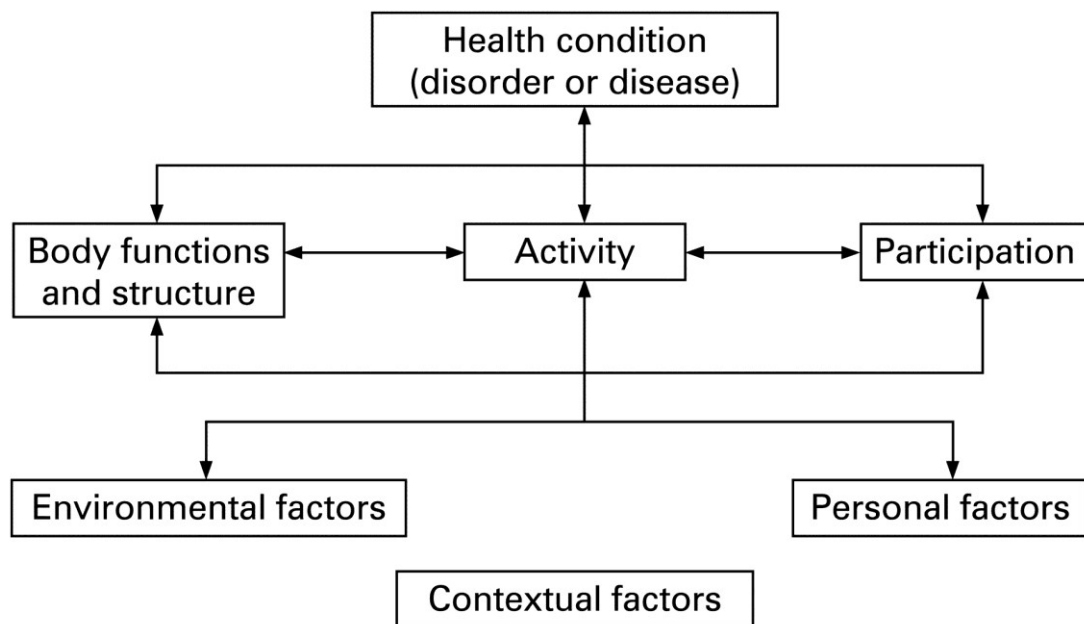 Health condition
(disorder or disease)
Body functions
and structure
Activity
Participation
Environmental factors
Personal factors
Contextual factors